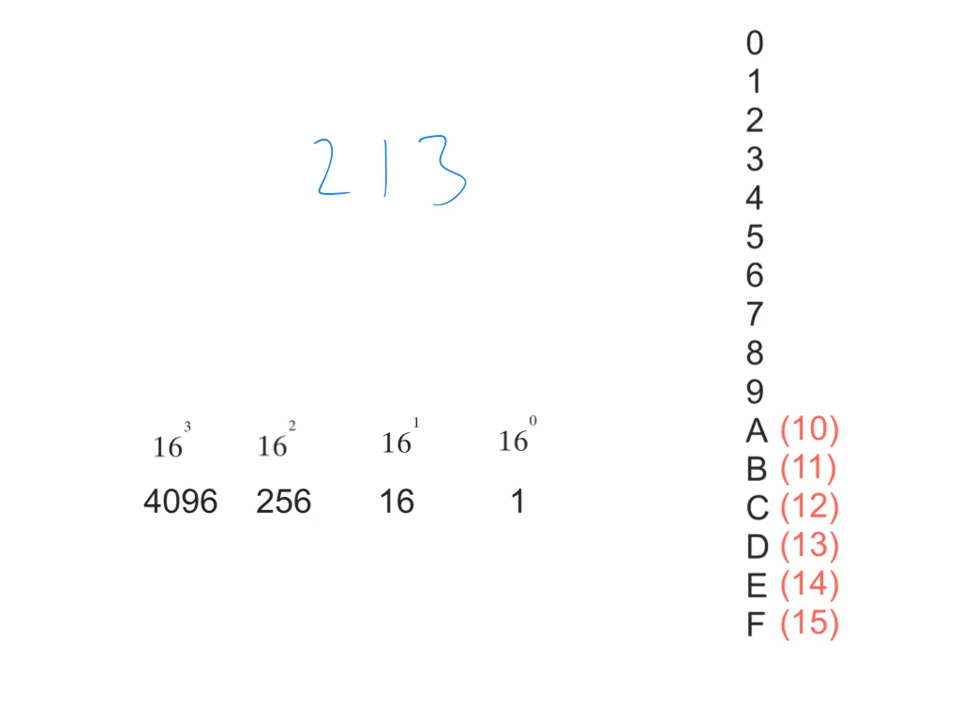 213
0
1
2
3
4
5
6
7
8
9
A (10)
B (11)
C (12)
D (13)
E (14)
F (15)
16³ 16² 16¹ 16⁰
4096 256 16 1